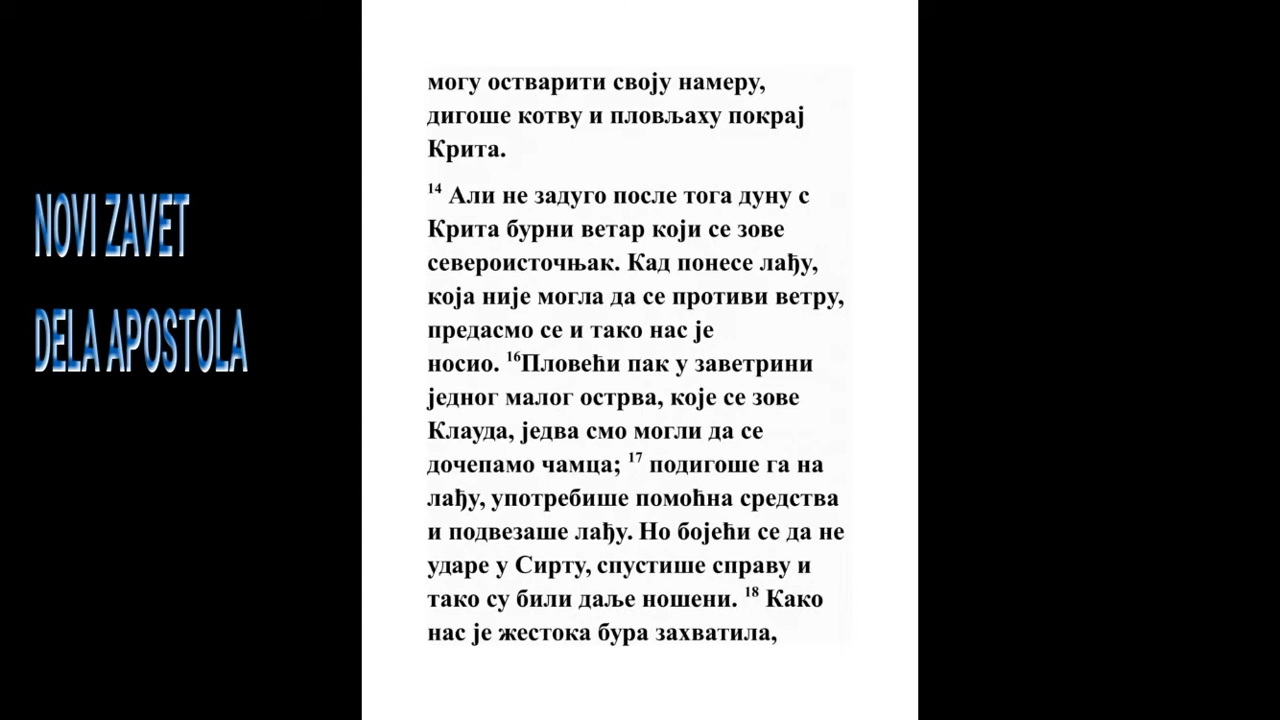 NOVI ZAVET
DELA APOSTOLA
могу остварити своју намеру,
дигоше котву и пловљаху покрај
Крита.
14 Али не задуго после тога дуну с
Крита бурни ветар који се зове
североисточњак. Кад понесе лађу,
која није могла да се противи ветру,
предасмо се и тако нас је
носио. 16Пловећи пак у заветрини
једног малог острва, које се зове
Клауда, једва смо могли да се
дочепамо чамца; 17 подигоше га на
лађу, употребише помоћна средства
и подвезаше лађу. Но бојећи се да не
ударе у Сирту, спустише справу и
тако су били даље ношени. 18 Како
нас је жестока бура захватила,